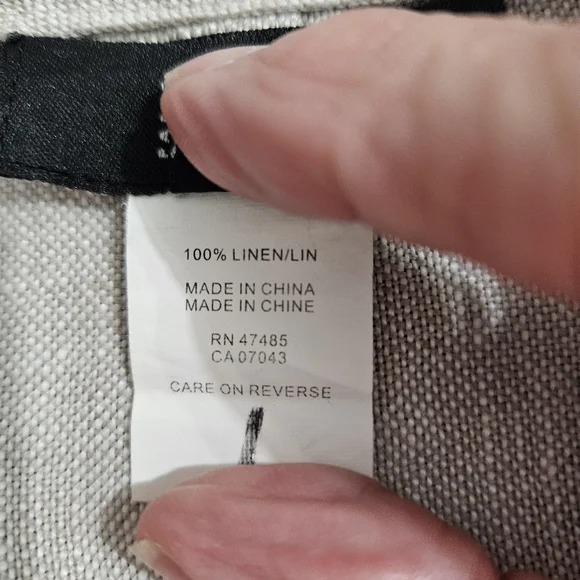 100% LINEN/LIN
MADE IN CHINA
MADE IN CHINE
RN 47485
CA 07043
CARE ON REVERSE